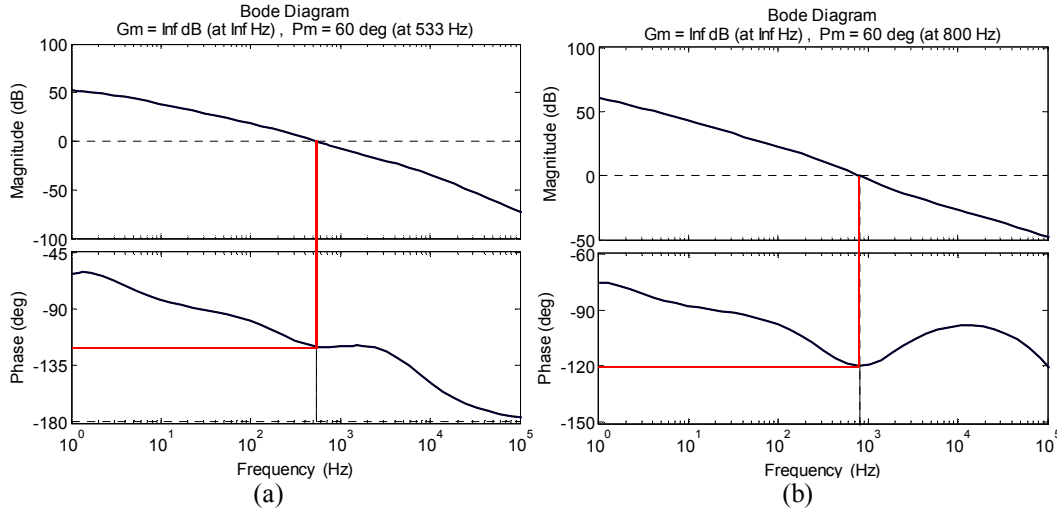 Bode Diagram
Gm = Inf dB (at Inf Hz) , Pm = 60 deg (at 533 Hz)
100
50
0
-50
-100
Magnitude (dB)
-45
-90
-135
-180
Phase (deg)
10^0 10^1 10^2 10^3 10^4 10^5
Frequency (Hz)
(a)
Bode Diagram
Gm = Inf dB (at Inf Hz) , Pm = 60 deg (at 800 Hz)
100
50
0
-50
Magnitude (dB)
-60
-90
-120
-150
Phase (deg)
10^0 10^1 10^2 10^3 10^4 10^5
Frequency (Hz)
(b)